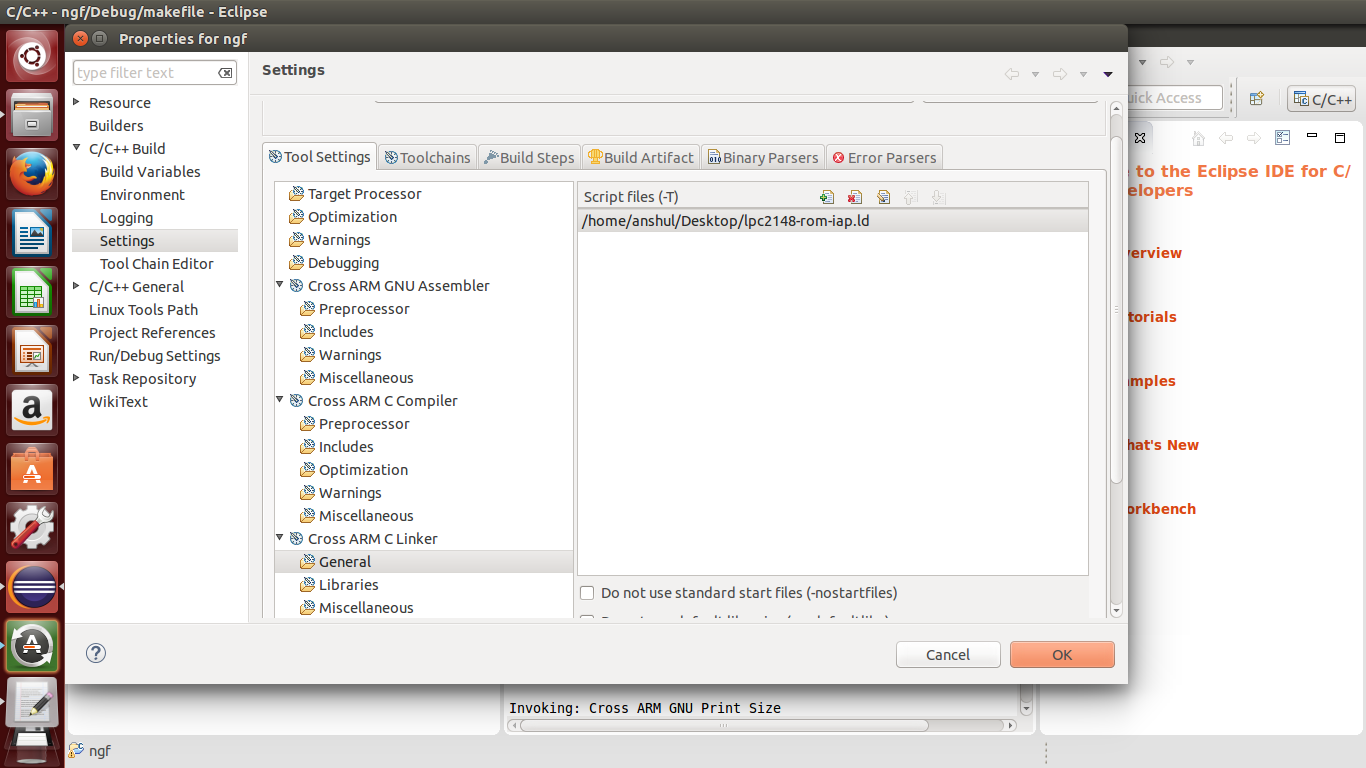 C/C++ - ngf/Debug/makefile - Eclipse
Properties for ngf
type filter text
Resource
Builders
C/C++ Build
Build Variables
Environment
Logging
Settings
Tool Chain Editor
C/C++ General
Linux Tools Path
Project References
Run/Debug Settings
Task Repository
WikiText
Settings
Tool Settings
Toolchains
Build Steps
Build Artifact
Binary Parsers
Error Parsers
Target Processor
Optimization
Warnings
Debugging
Cross ARM GNU Assembler
Preprocessor
Includes
Warnings
Miscellaneous
Cross ARM C Compiler
Preprocessor
Includes
Optimization
Warnings
Miscellaneous
Cross ARM C Linker
General
Libraries
Miscellaneous
Script files (-T)
/home/anshul/Desktop/lpc2148-rom-iap.ld
Do not use standard start files (-nostartfiles)
Cancel
OK
uick Access
C/C++
e to the Eclipse IDE for C/
elopers
verview
torials
mples
hat's New
orkbench
Invoking: Cross ARM GNU Print Size
ngf